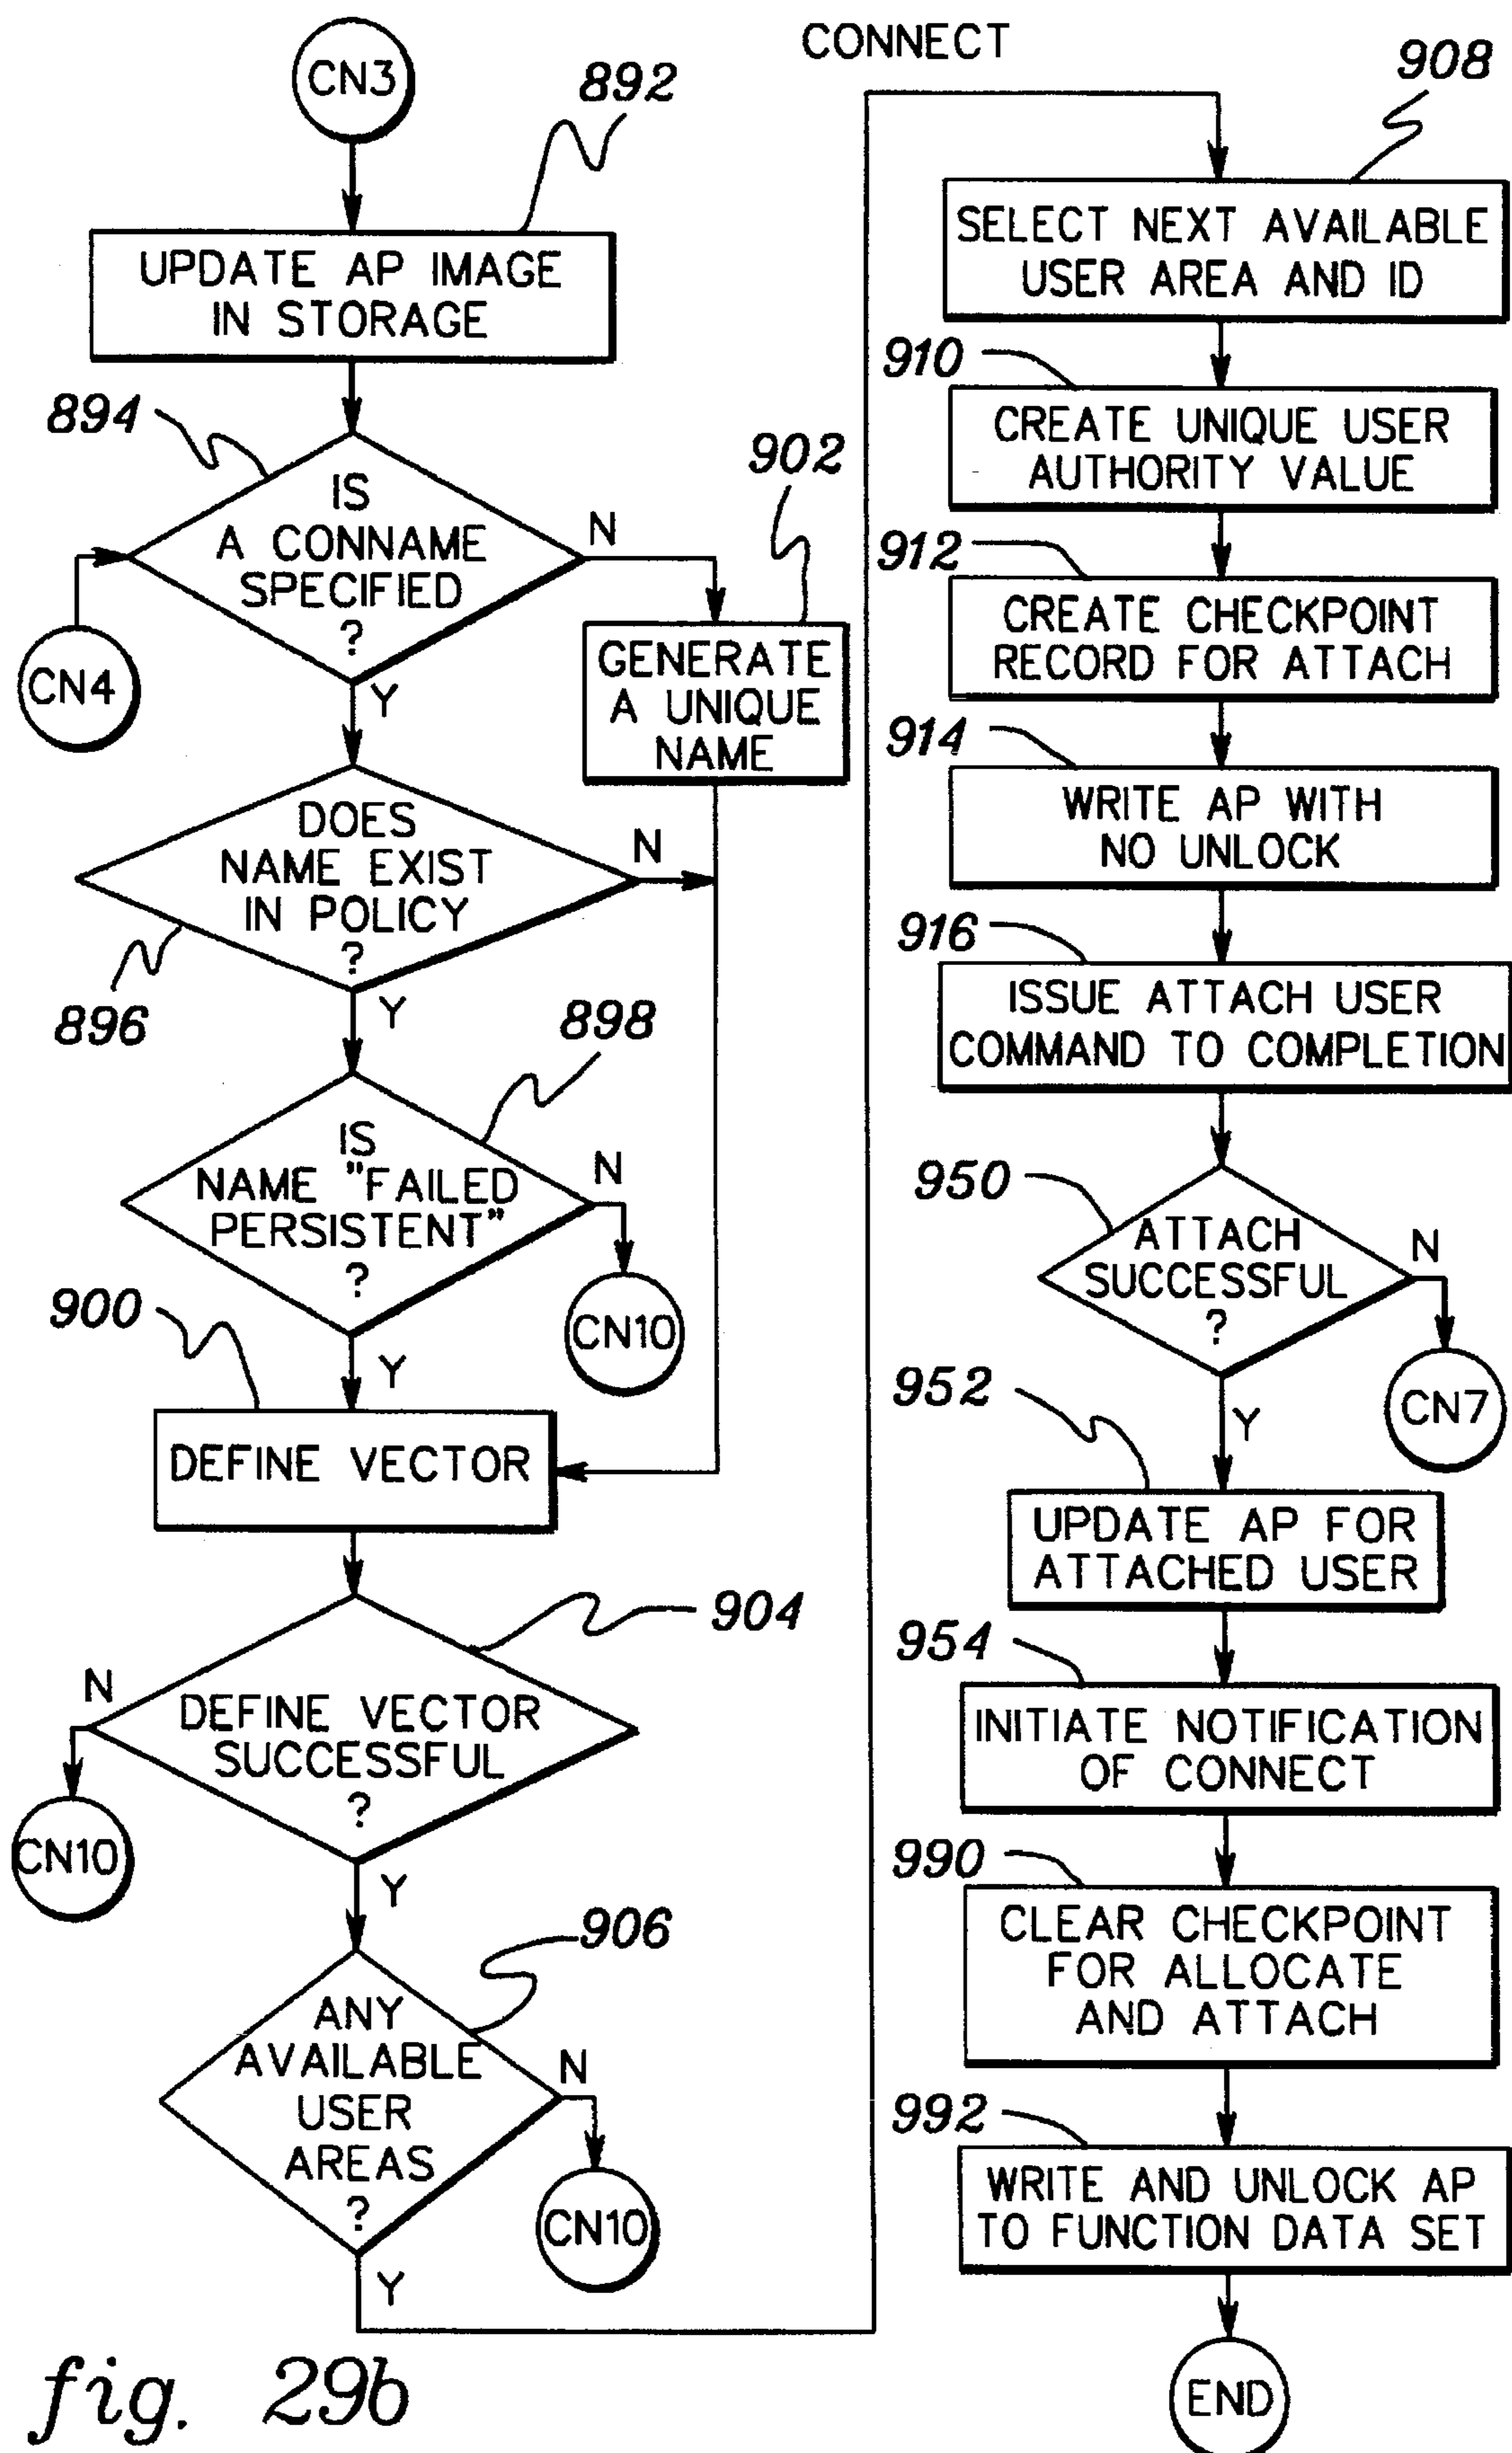 CONNECT
CN3
892
UPDATE AP IMAGE
IN STORAGE
894
IS
A CONNAME
SPECIFIED
?
N
Y
CN4
902
GENERATE
A UNIQUE
NAME
DOES
NAME EXIST
IN POLICY
?
N
Y
896
898
IS
NAME "FAILED
PERSISTENT"
?
N
CN10
Y
900
DEFINE VECTOR
904
DEFINE VECTOR
SUCCESSFUL
?
N
CN10
Y
906
ANY
AVAILABLE
USER
AREAS
?
N
CN10
Y
908
SELECT NEXT AVAILABLE
USER AREA AND ID
910
CREATE UNIQUE USER
AUTHORITY VALUE
912
CREATE CHECKPOINT
RECORD FOR ATTACH
914
WRITE AP WITH
NO UNLOCK
916
ISSUE ATTACH USER
COMMAND TO COMPLETION
950
ATTACH
SUCCESSFUL
?
N
CN7
Y
952
UPDATE AP FOR
ATTACHED USER
954
INITIATE NOTIFICATION
OF CONNECT
990
CLEAR CHECKPOINT
FOR ALLOCATE
AND ATTACH
992
WRITE AND UNLOCK AP
TO FUNCTION DATA SET
END
fig. 29b